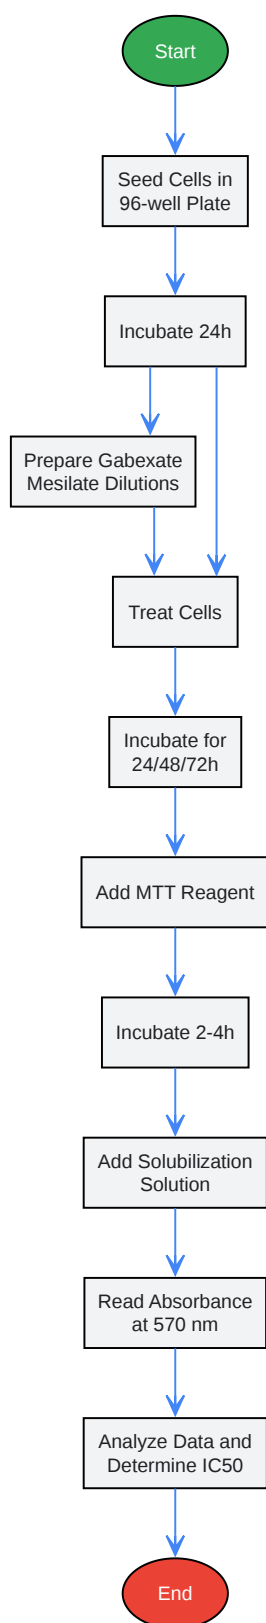 Start
Seed Cells in
96-well Plate
Incubate 24h
Prepare Gabexate
Mesilate Dilutions
Treat Cells
Incubate for
24/48/72h
Add MTT Reagent
Incubate 2-4h
Add Solubilization
Solution
Read Absorbance
at 570 nm
Analyze Data and
Determine IC50
End